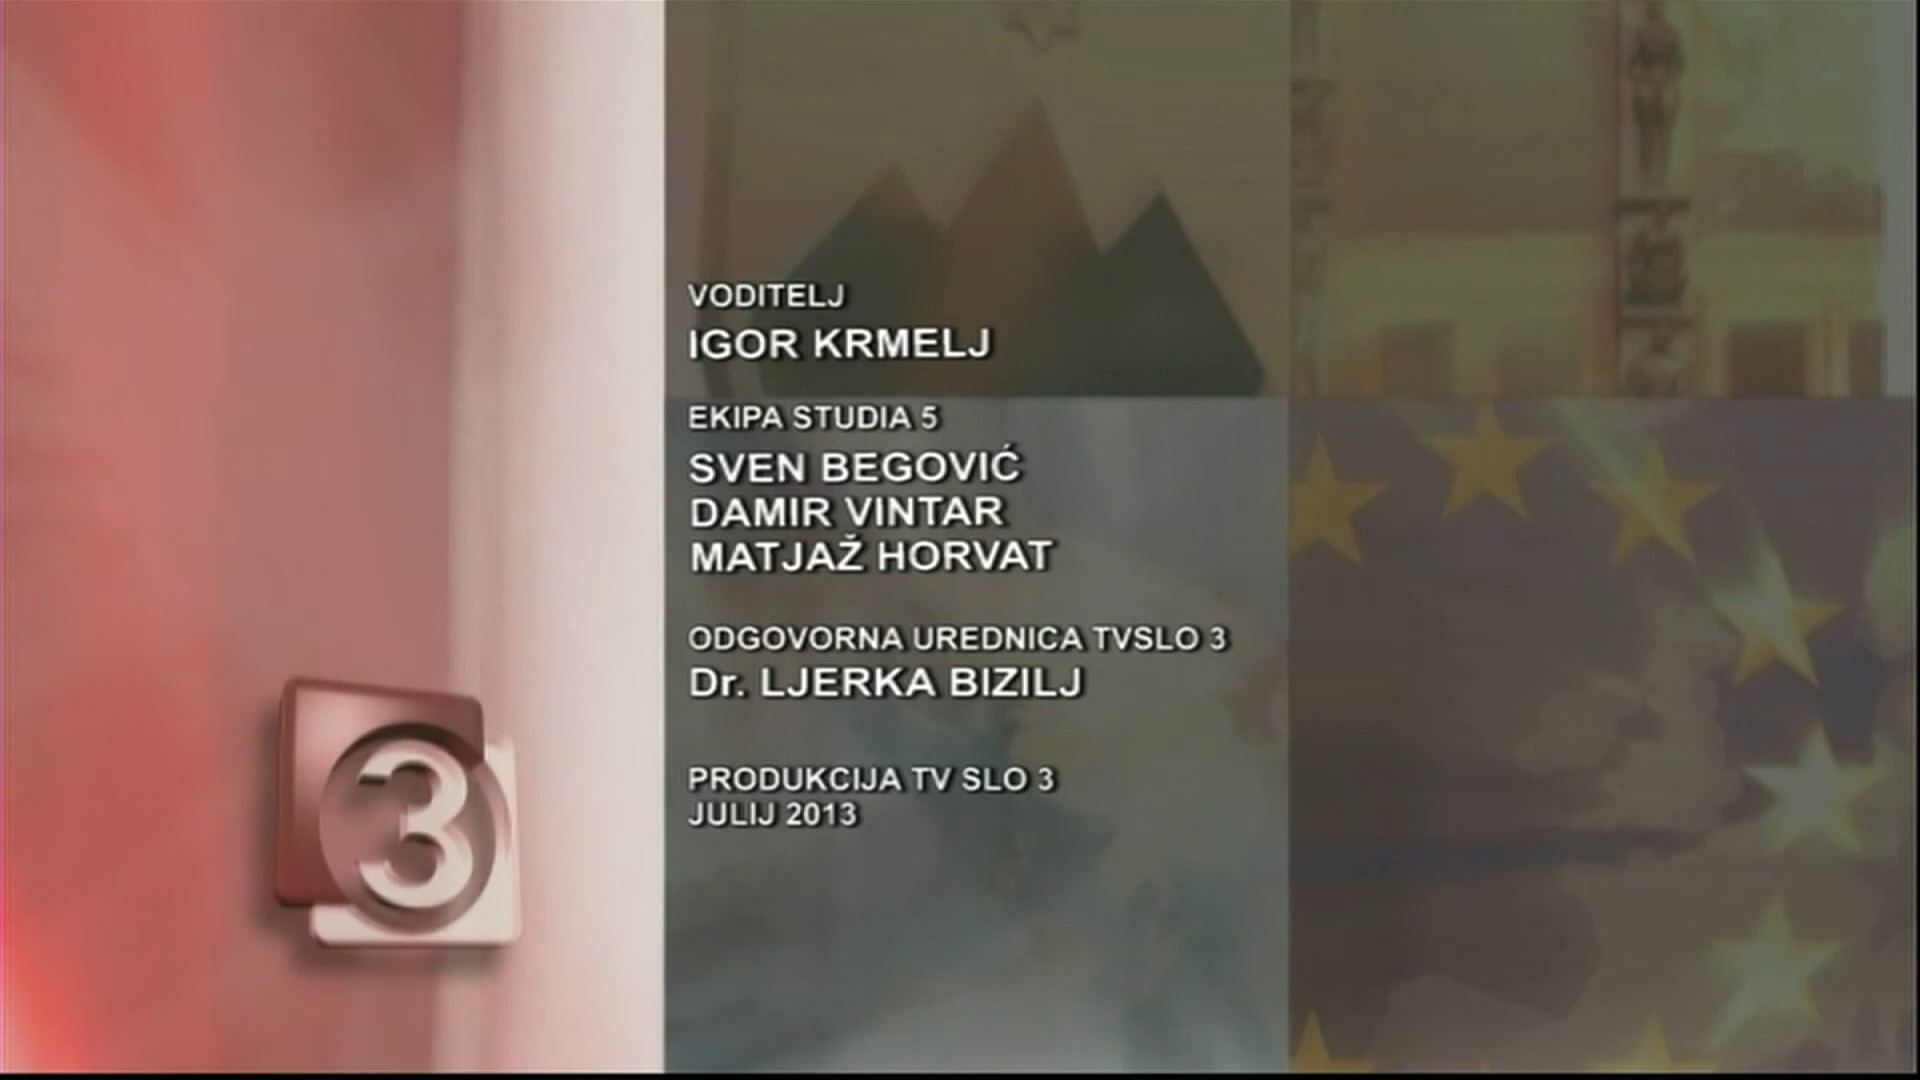 VODITELJ
IGOR KRMELJ
EKIPA STUDIA 5
SVEN BEGOVIĆ
DAMIR VINTAR
MATJAŽ HORVAT
ODGOVORNA UREDNICA TVSLO 3
Dr. LJERKA BIZILJ
PRODUKCIJA TV SLO 3
JULIJ 2013
3